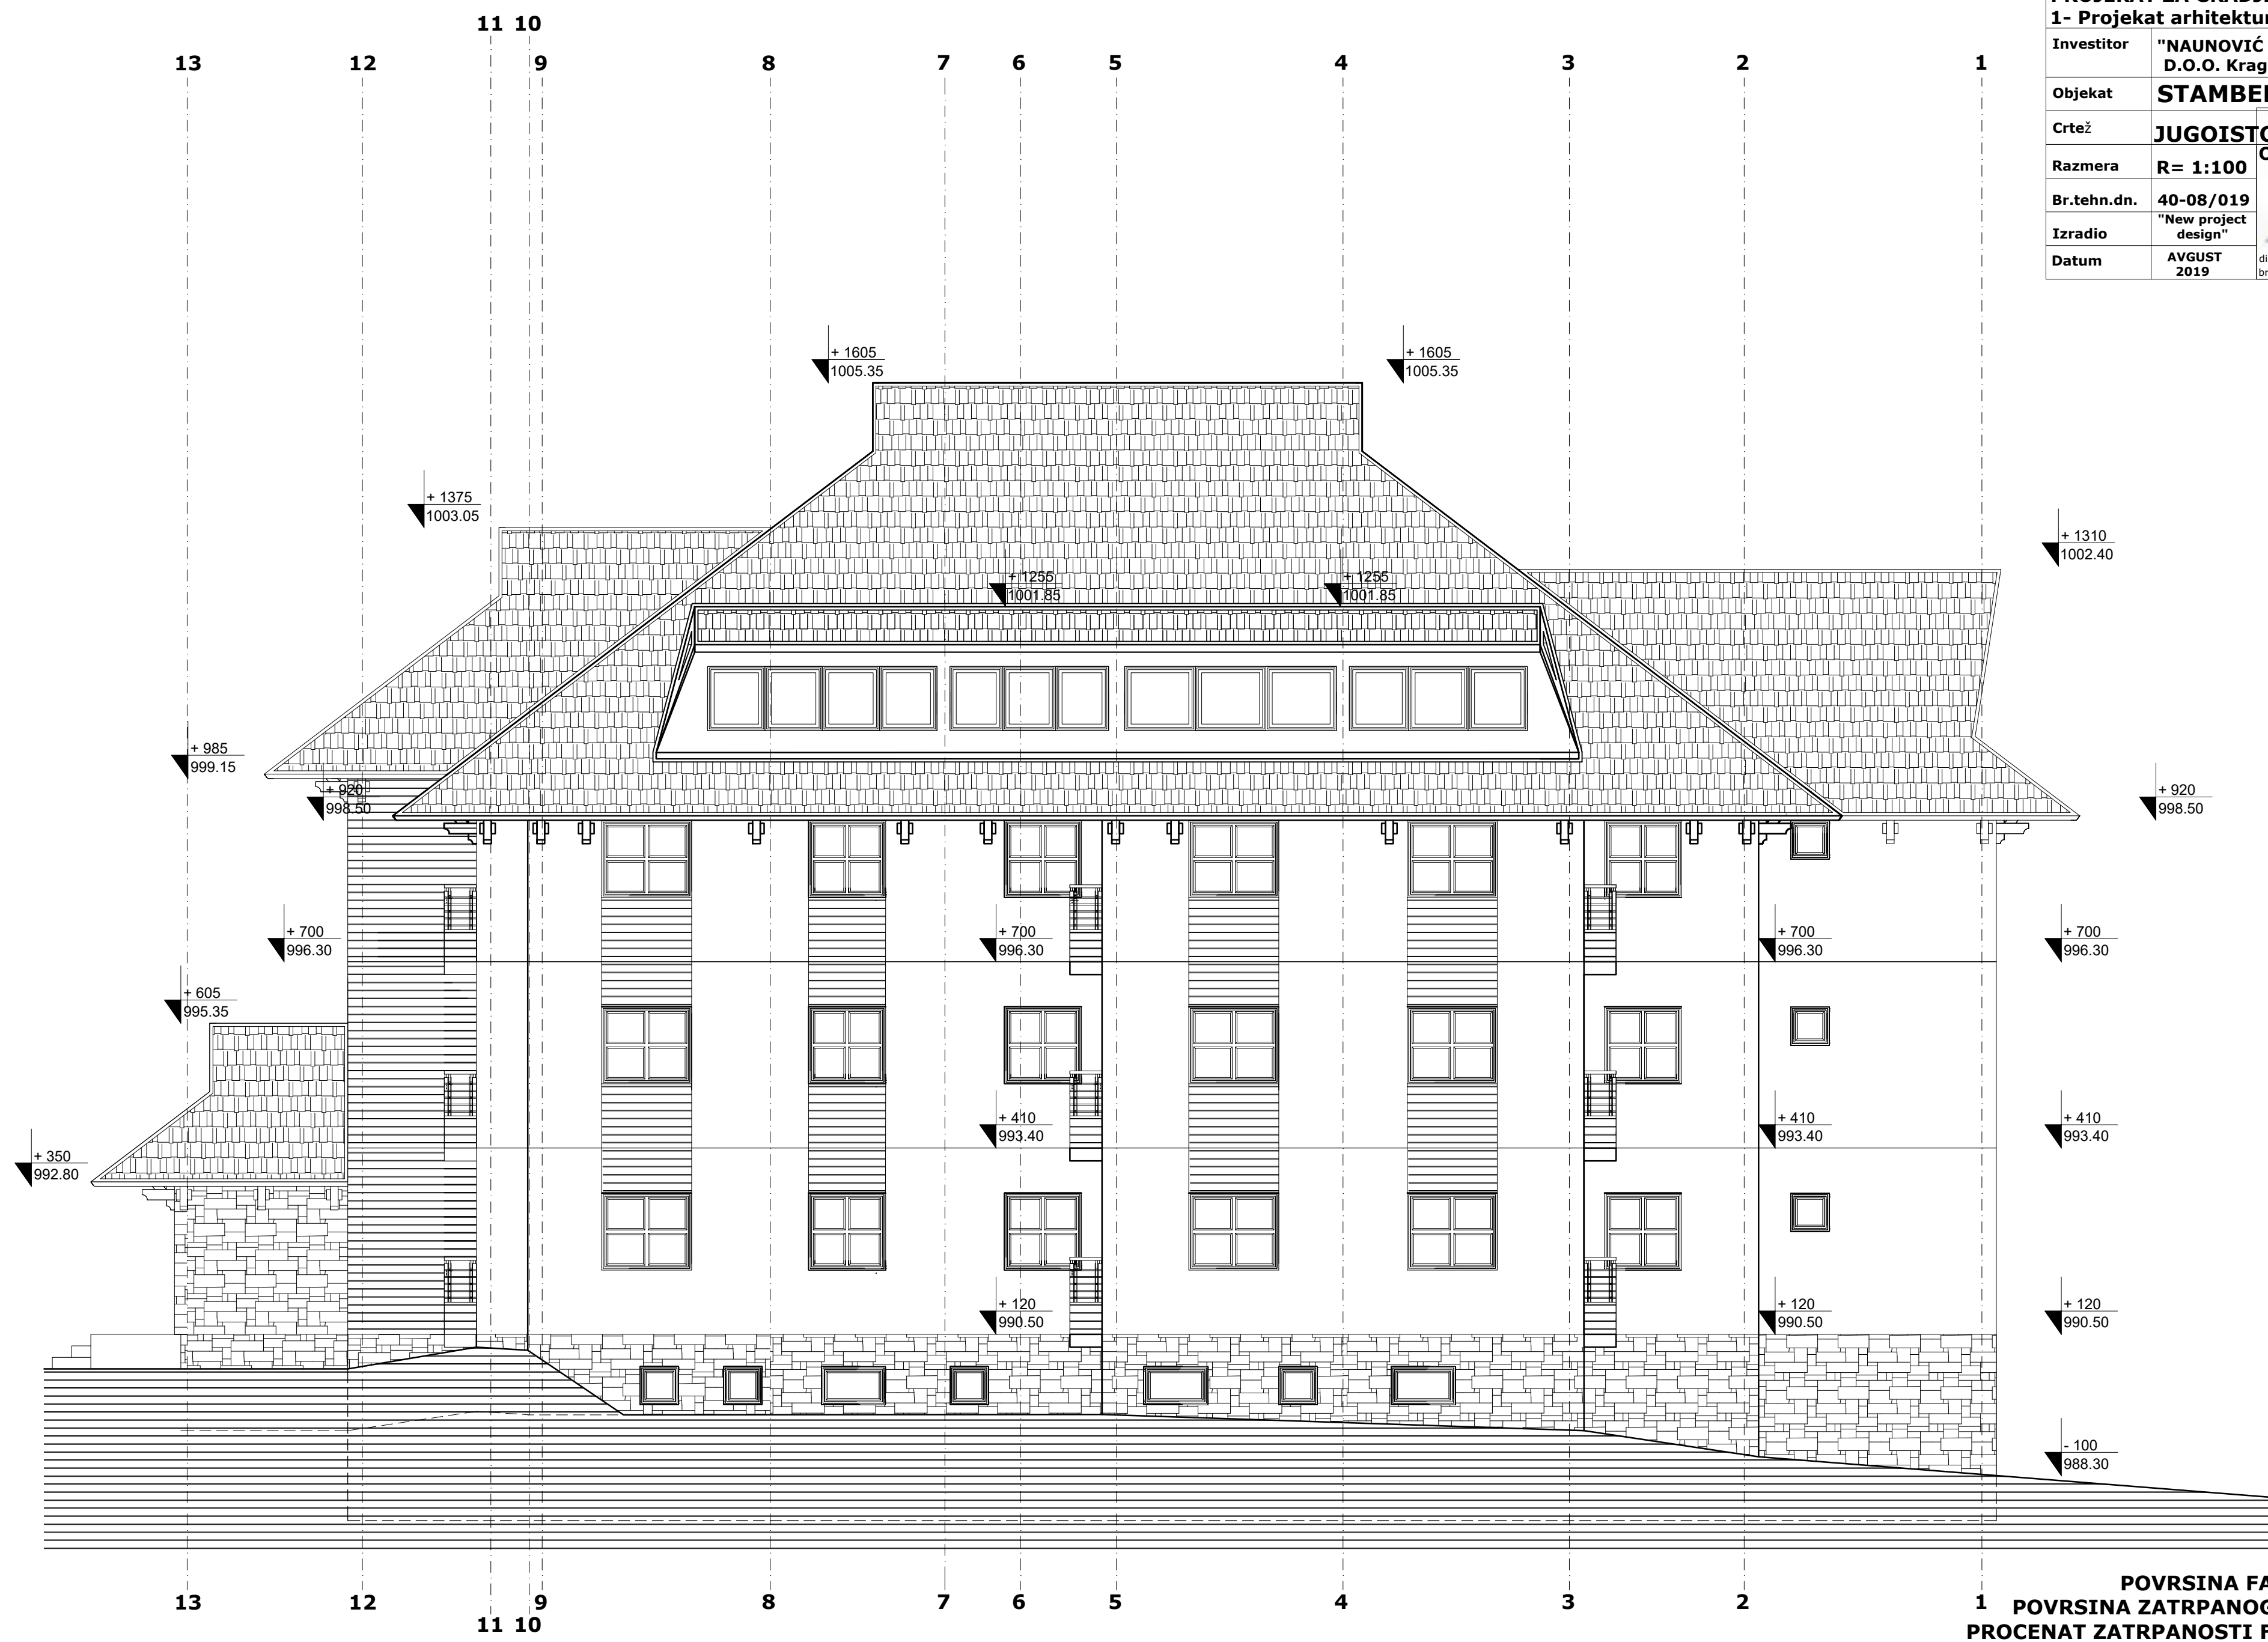 11 10
13 12 9 8 7 6 5 4 3 2 1
1- Projekat arhitektur
Investitor "NAUNOVIĆ
D.O.O. Krag
Objekat STAMBE
Crtež JUGOISTO
Razmera R= 1:100
Br.tehn.dn. 40-08/019
Izradio "New project
design"
Datum AVGUST
2019
di
br
+ 1605
1005.35
+ 1605
1005.35
+ 1375
1003.05
+ 1310
1002.40
+ 1255
1001.85
+ 1255
1001.85
+ 985
999.15
+ 920
998.50
+ 920
998.50
+ 700
996.30
+ 700
996.30
+ 700
996.30
+ 700
996.30
+ 605
995.35
+ 410
993.40
+ 410
993.40
+ 410
993.40
+ 350
992.80
+ 120
990.50
+ 120
990.50
+ 120
990.50
- 100
988.30
13 12 9 8 7 6 5 4 3 2 1
11 10
POVRSINA FA
POVRSINA ZATRPANOG
PROCENAT ZATRPANOSTI P